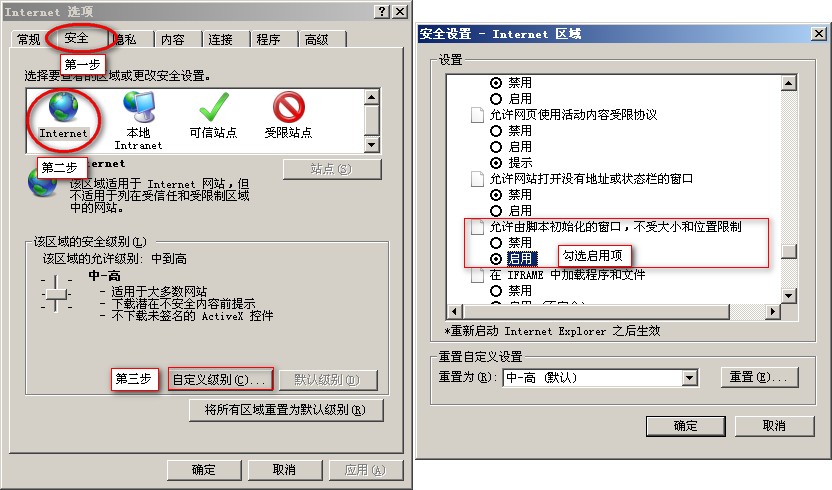 Internet 选项
常规
安全
隐私
内容
连接
程序
高级
第一步
选择要查看的区域或更改安全设置。
Internet
本地
Intranet
可信站点
受限站点
第二步
ernet
站点(S)
该区域适用于 Internet 网站，但
不适用于列在受信任和受限制区域
中的网站。
该区域的安全级别(L)
该区域的允许级别: 中到高
中-高
- 适用于大多数网站
- 下载潜在不安全内容前提示
- 不下载未签名的 ActiveX 控件
第三步
自定义级别(C)...
默认级别(D)
将所有区域重置为默认级别(R)
确定
取消
应用(A)
安全设置 - Internet 区域
设置
禁用
启用
允许网页使用活动内容受限协议
禁用
启用
提示
允许网站打开没有地址或状态栏的窗口
禁用
启用
允许由脚本初始化的窗口，不受大小和位置限制
禁用
启用
勾选启用项
在 IFRAME 中加载程序和文件
禁用
启用 (不安全)
*重新启动 Internet Explorer 之后生效
重置自定义设置
重置为(R):
中-高 (默认)
重置(E)...
确定
取消